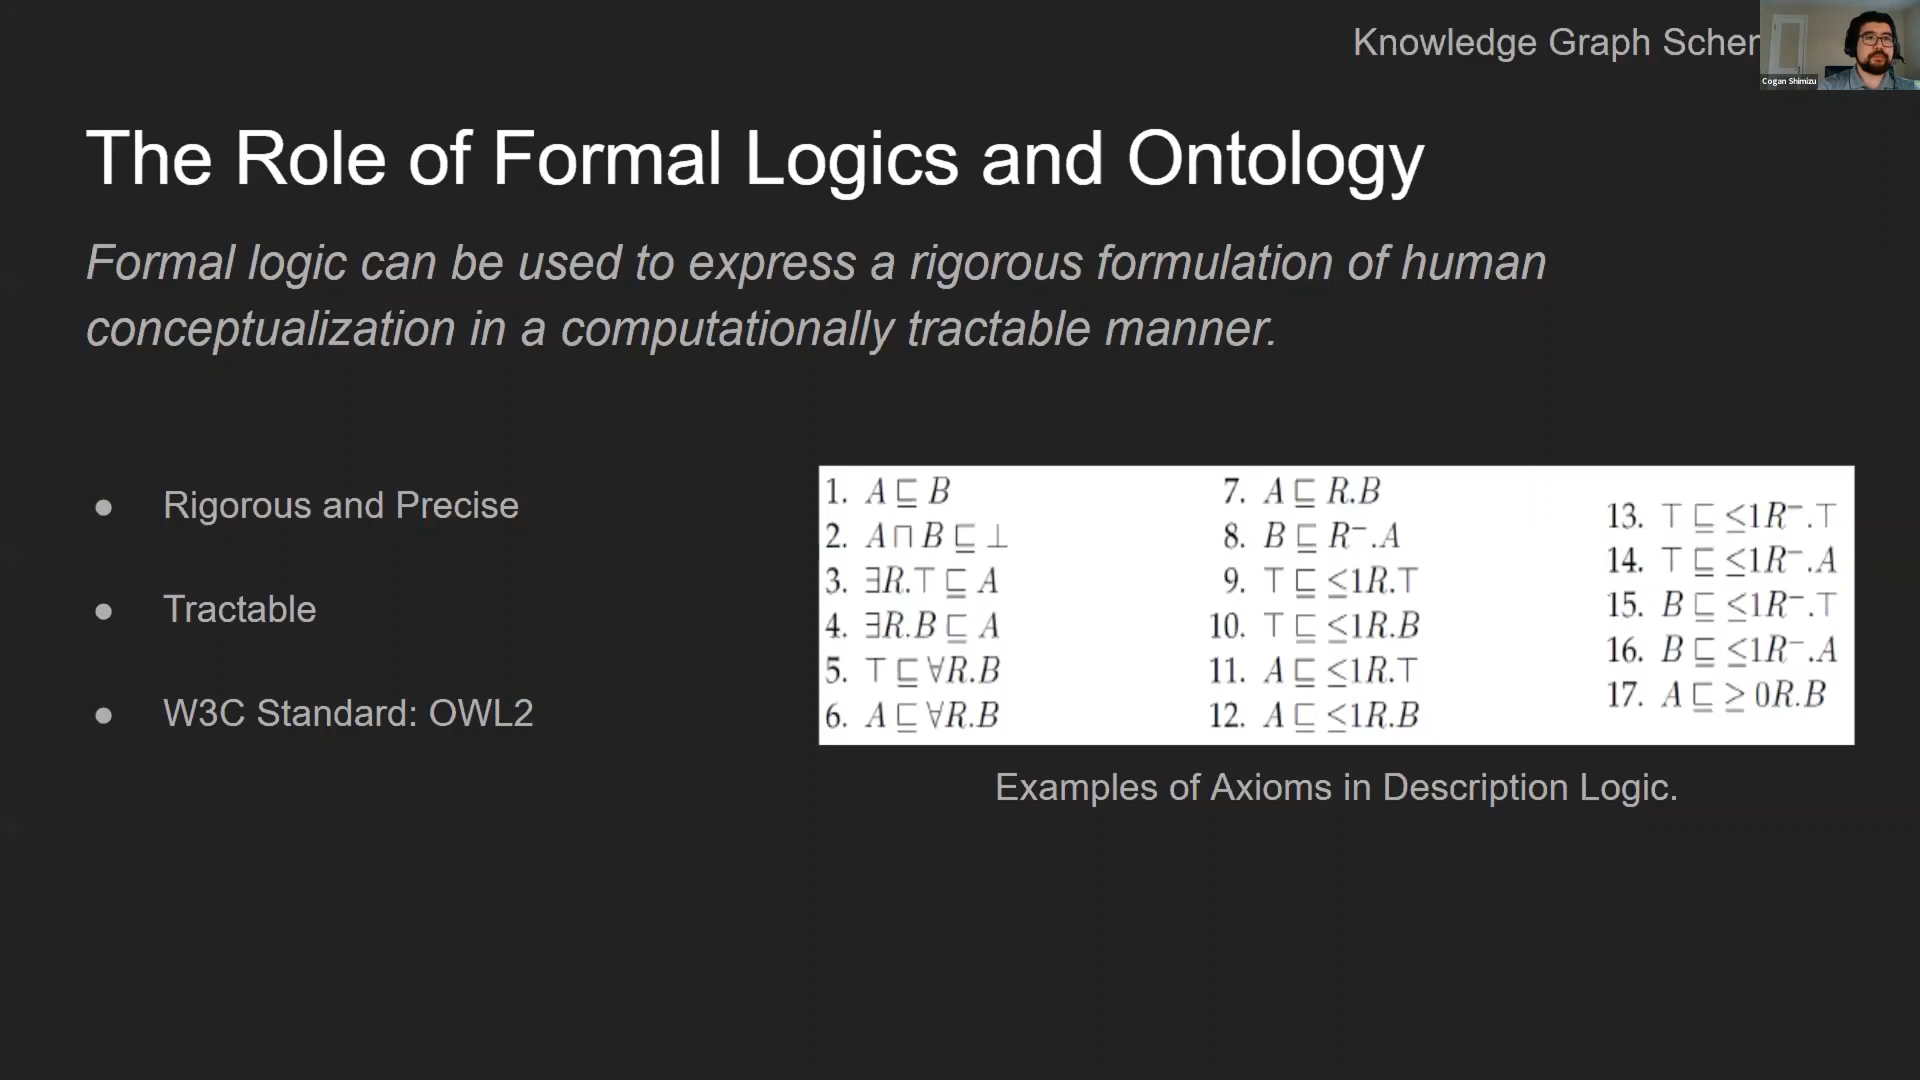 Knowledge Graph Schem
Cogan Shimizu
The Role of Formal Logics and Ontology
Formal logic can be used to express a rigorous formulation of human
conceptualization in a computationally tractable manner.
● Rigorous and Precise
● Tractable
● W3C Standard: OWL2
1. A ⊑ B
2. A ⊓ B ⊑ ⊥
3. ∃R.⊤ ⊑ A
4. ∃R.B ⊑ A
5. ⊤ ⊑ ∀R.B
6. A ⊑ ∀R.B
7. A ⊑ R.B
8. B ⊑ R⁻.A
9. ⊤ ⊑ ≤1R.⊤
10. ⊤ ⊑ ≤1R.B
11. A ⊑ ≤1R.⊤
12. A ⊑ ≤1R.B
13. ⊤ ⊑ ≤1R⁻.⊤
14. ⊤ ⊑ ≤1R⁻.A
15. B ⊑ ≤1R⁻.⊤
16. B ⊑ ≤1R⁻.A
17. A ⊑ ≥ 0R.B
Examples of Axioms in Description Logic.